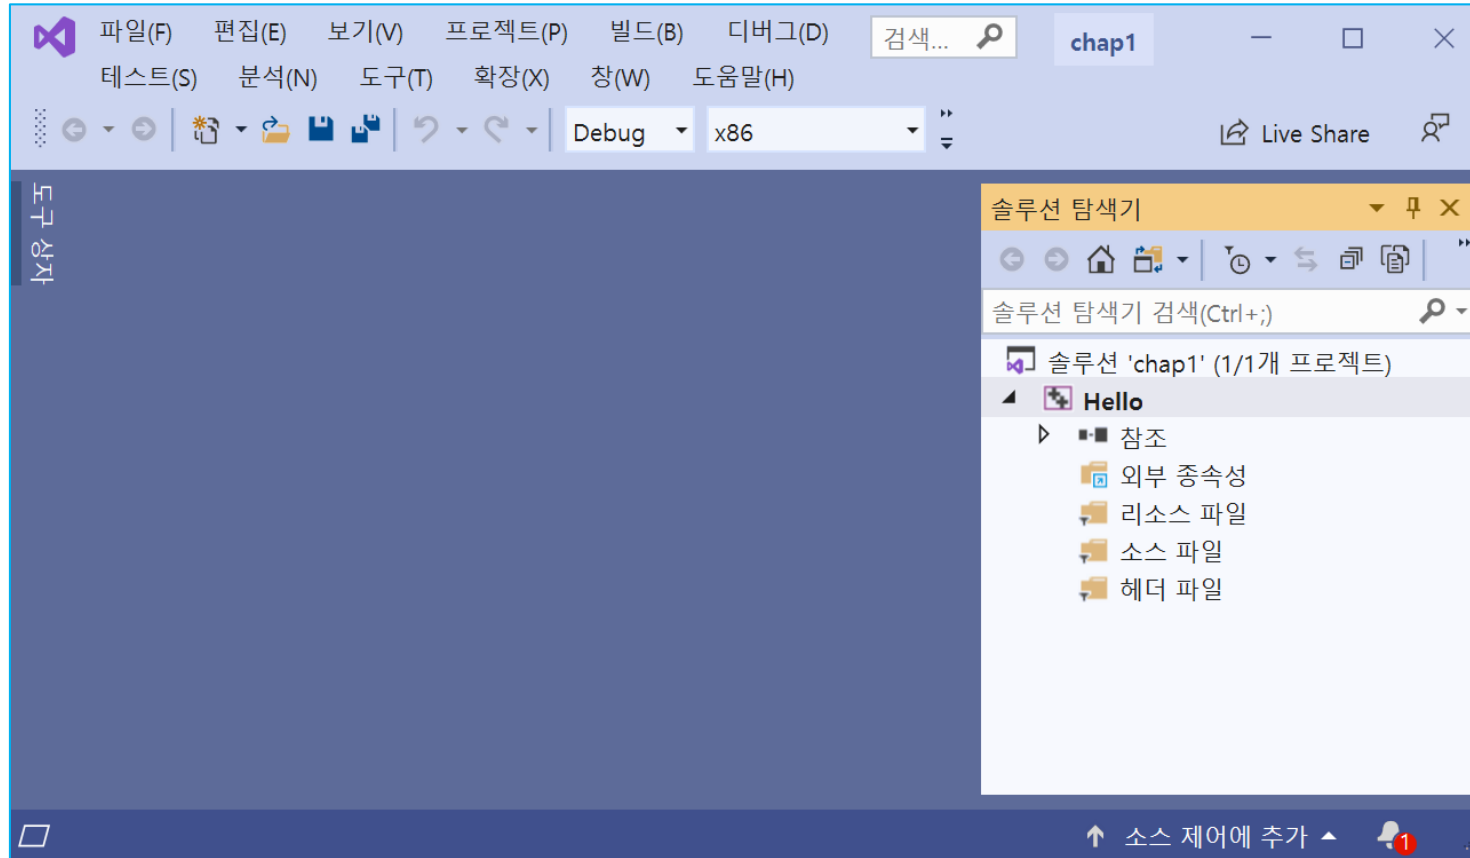 파일(F) 편집(E) 보기(V) 프로젝트(P) 빌드(B) 디버그(D) 검색... chap1
테스트(S) 분석(N) 도구(T) 확장(X) 창(W) 도움말(H)
Debug x86 Live Share
도구 상자
솔루션 탐색기
솔루션 탐색기 검색(Ctrl+;)
솔루션 'chap1' (1/1개 프로젝트)
Hello
참조
외부 종속성
리소스 파일
소스 파일
헤더 파일
소스 제어에 추가 1